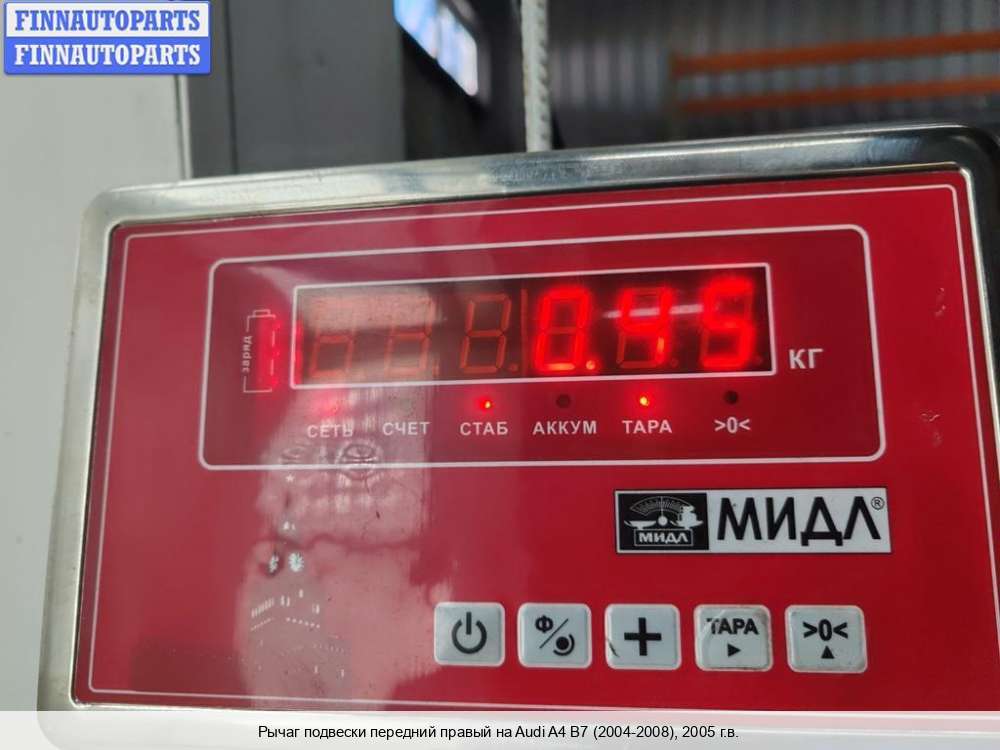 FINNAUTOPARTS
FINNAUTOPARTS
заряд
0.45
КГ
СЕТЬ СЧЕТ СТАБ АККУМ ТАРА >0<
МИДЛ МИДЛ®
Ф ТАРА >0<
Рычаг подвески передний правый на Audi A4 B7 (2004-2008), 2005 г.в.